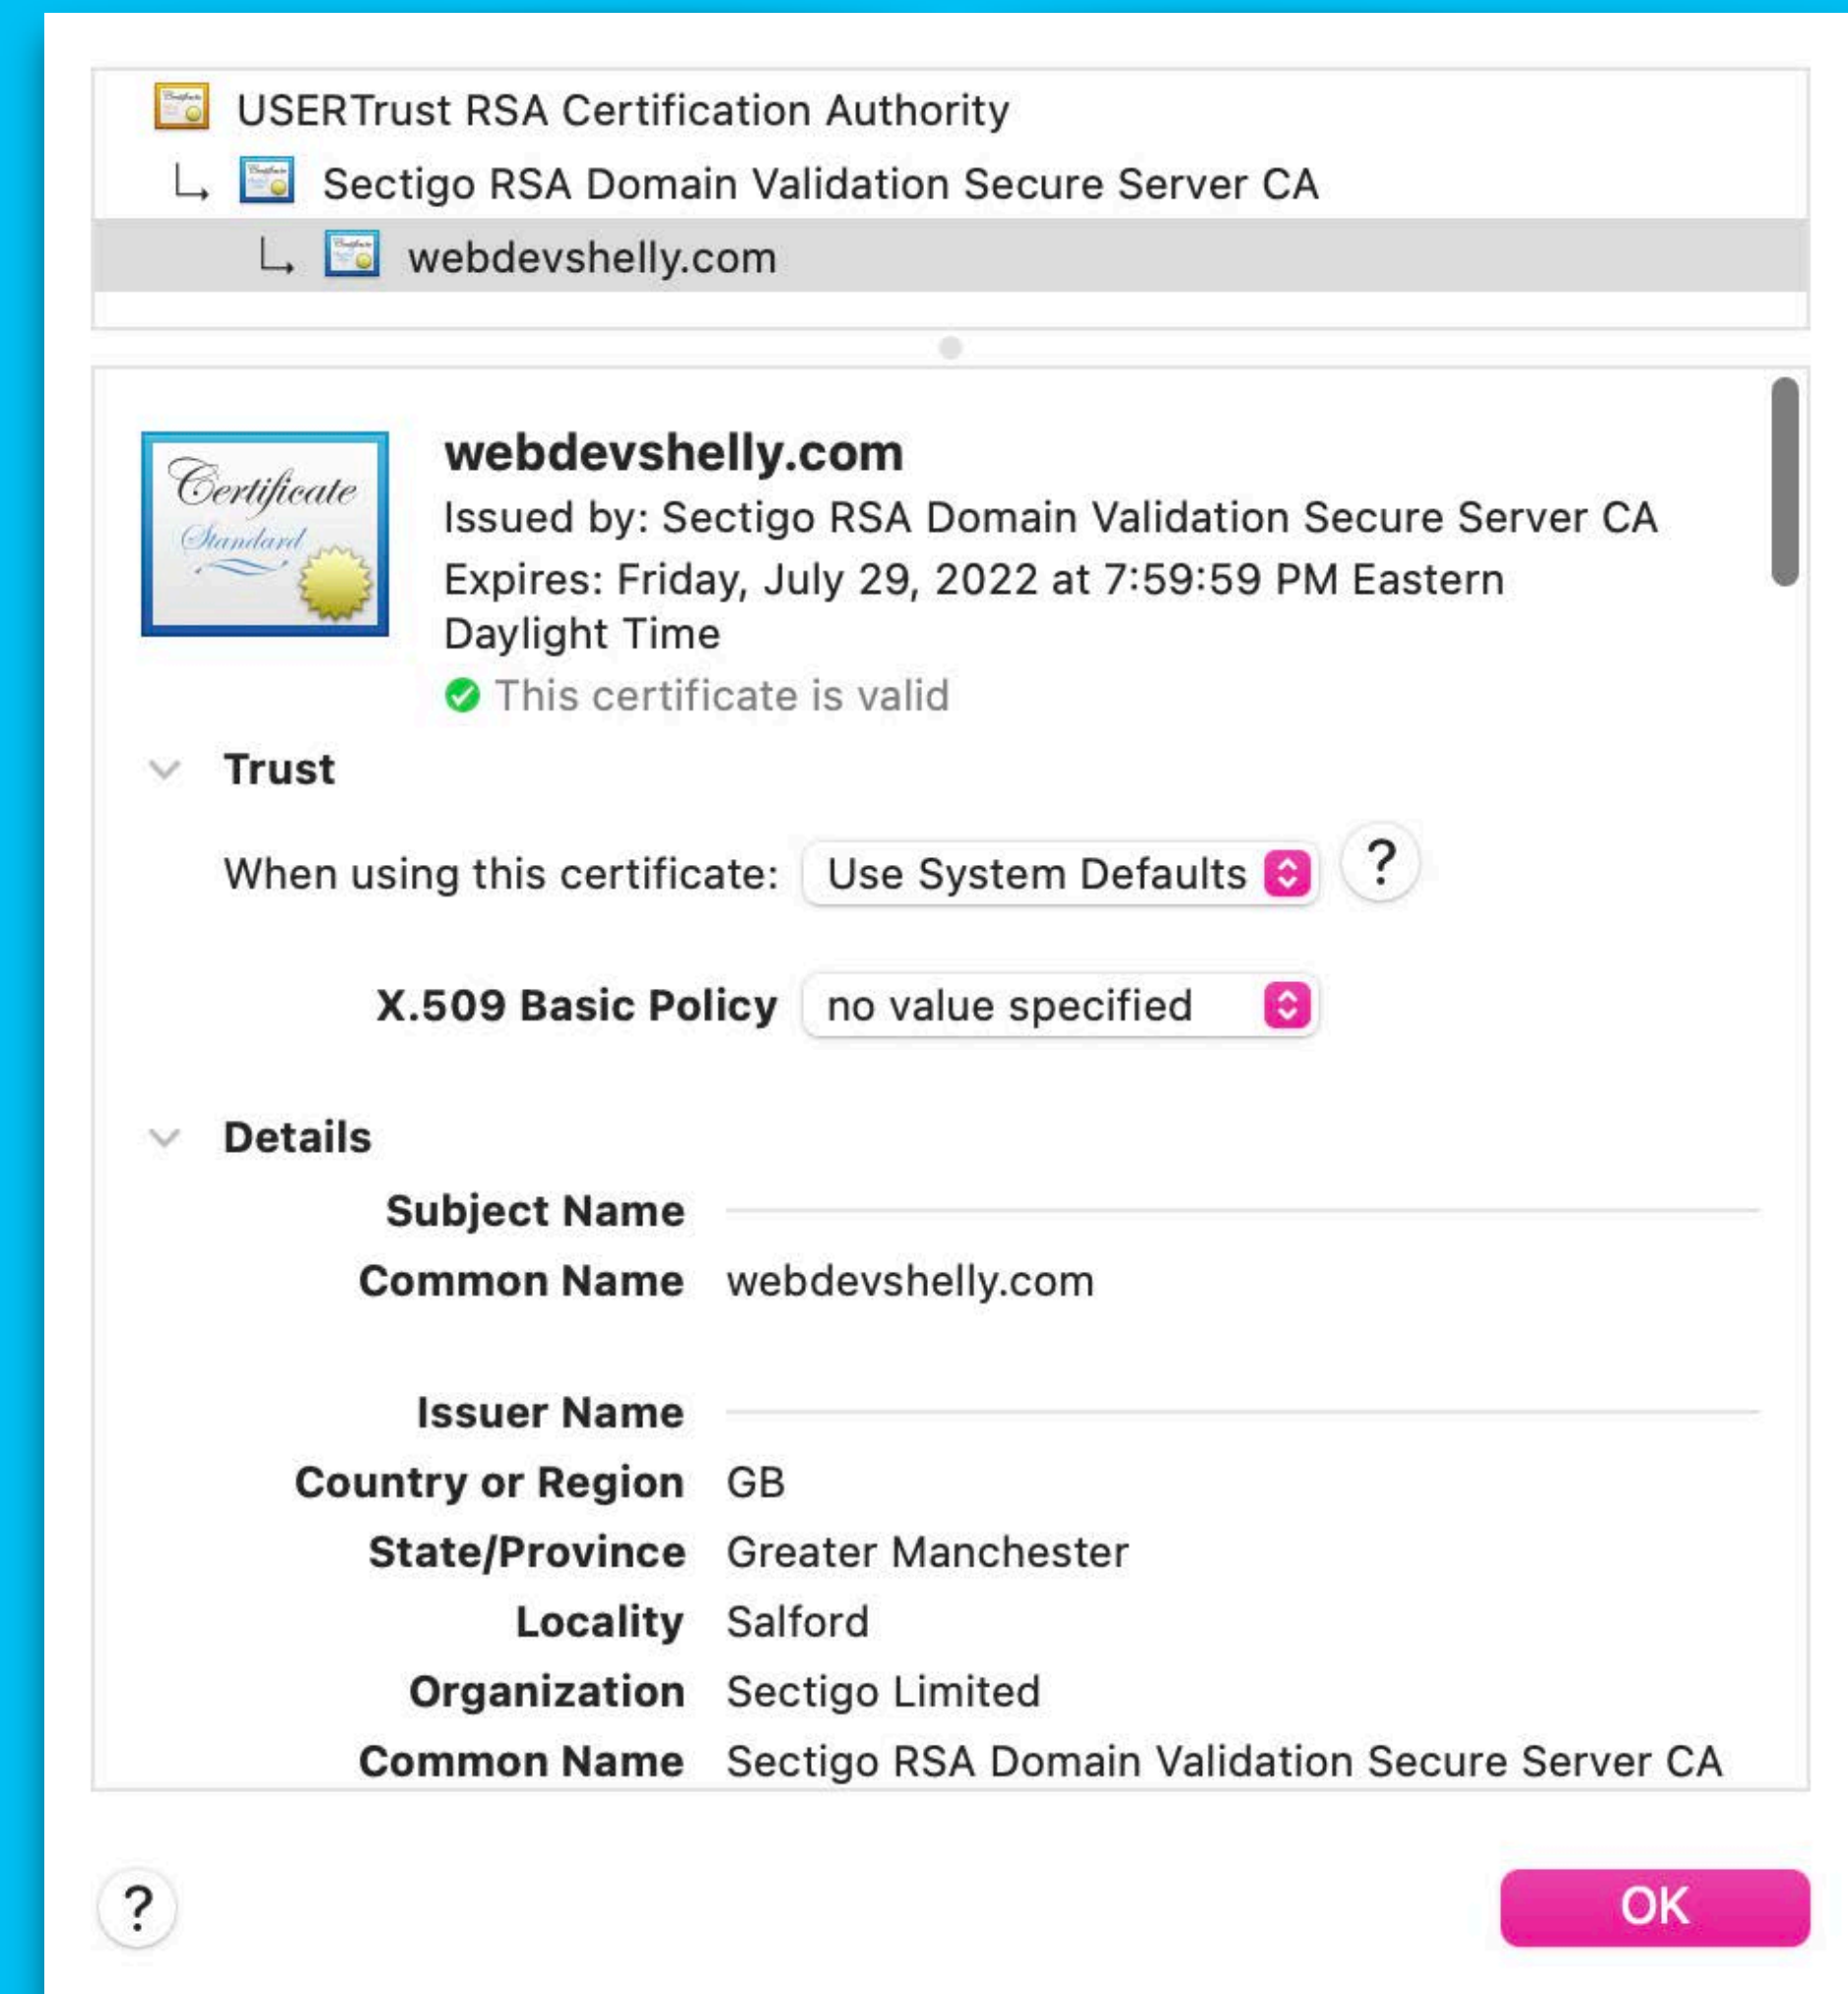 USERTrust RSA Certification Authority
Sectigo RSA Domain Validation Secure Server CA
webdevshelly.com
Certificate
Standard
webdevshelly.com
Issued by: Sectigo RSA Domain Validation Secure Server CA
Expires: Friday, July 29, 2022 at 7:59:59 PM Eastern
Daylight Time
This certificate is valid
Trust
When using this certificate: Use System Defaults ?
X.509 Basic Policy no value specified
Details
Subject Name
Common Name webdevshelly.com
Issuer Name
Country or Region GB
State/Province Greater Manchester
Locality Salford
Organization Sectigo Limited
Common Name Sectigo RSA Domain Validation Secure Server CA
? OK